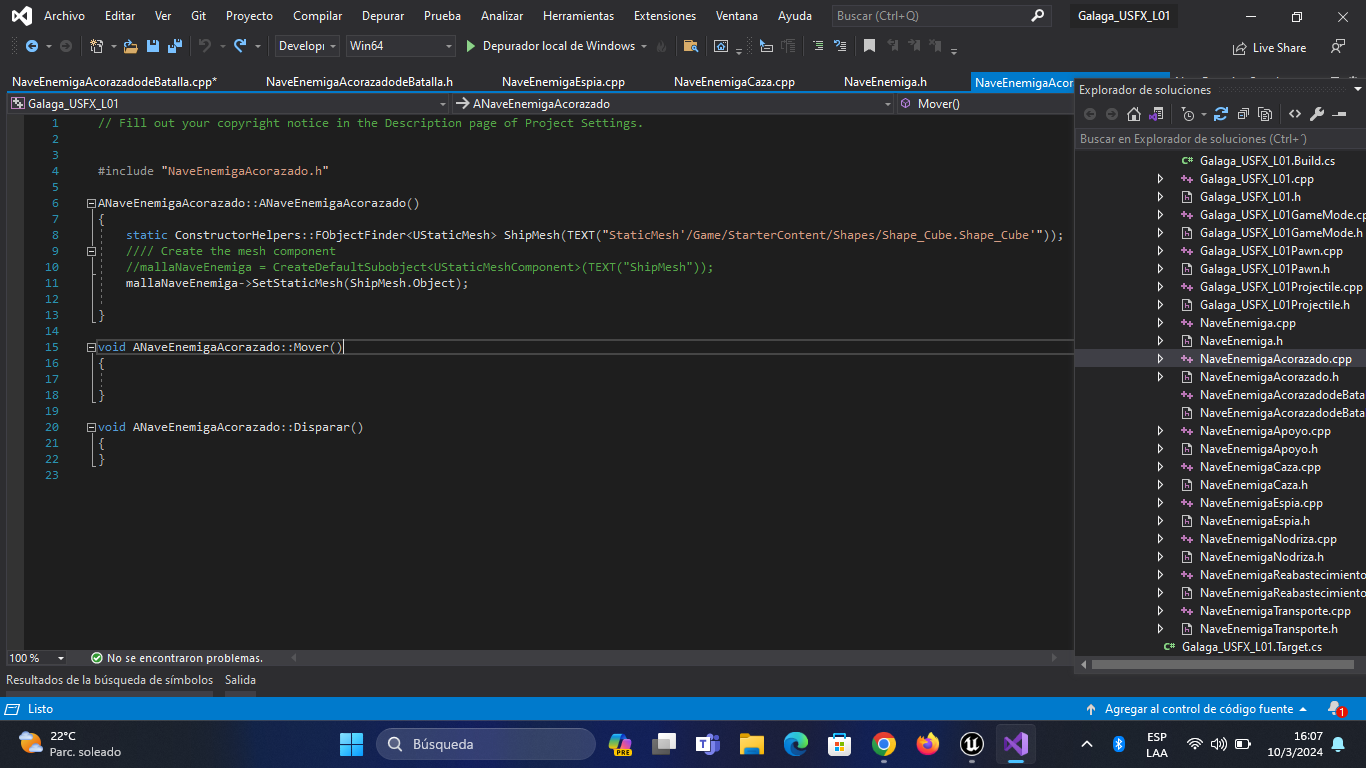 Archivo Editar Ver Git Proyecto Compilar Depurar Prueba Analizar Herramientas Extensiones Ventana Ayuda Buscar (Ctrl+Q) Galaga_USFX_L01
Develop Win64 Depurador local de Windows Live Share
NaveEnemigaAcorazadodeBatalla.cpp* NaveEnemigaAcorazadodeBatalla.h NaveEnemigaEspia.cpp NaveEnemigaCaza.cpp NaveEnemiga.h NaveEnemigaAcor
Galaga_USFX_L01 ANaveEnemigaAcorazado Mover()
1 // Fill out your copyright notice in the Description page of Project Settings.
2
3
4 #include "NaveEnemigaAcorazado.h"
5
6 ANaveEnemigaAcorazado::ANaveEnemigaAcorazado()
7 {
8 static ConstructorHelpers::FObjectFinder<UStaticMesh> ShipMesh(TEXT("StaticMesh'/Game/StarterContent/Shapes/Shape_Cube.Shape_Cube'"));
9 //// Create the mesh component
10 //mallaNaveEnemiga = CreateDefaultSubobject<UStaticMeshComponent>(TEXT("ShipMesh"));
11 mallaNaveEnemiga->SetStaticMesh(ShipMesh.Object);
12
13 }
14
15 void ANaveEnemigaAcorazado::Mover()
16 {
17
18 }
19
20 void ANaveEnemigaAcorazado::Disparar()
21 {
22 }
23
Explorador de soluciones
Buscar en Explorador de soluciones (Ctrl+´)
C# Galaga_USFX_L01.Build.cs
Galaga_USFX_L01.cpp
Galaga_USFX_L01.h
Galaga_USFX_L01GameMode.cp
Galaga_USFX_L01GameMode.h
Galaga_USFX_L01Pawn.cpp
Galaga_USFX_L01Pawn.h
Galaga_USFX_L01Projectile.cpp
Galaga_USFX_L01Projectile.h
NaveEnemiga.cpp
NaveEnemiga.h
NaveEnemigaAcorazado.cpp
NaveEnemigaAcorazado.h
NaveEnemigaAcorazadodeBata
NaveEnemigaAcorazadodeBata
NaveEnemigaApoyo.cpp
NaveEnemigaApoyo.h
NaveEnemigaCaza.cpp
NaveEnemigaCaza.h
NaveEnemigaEspia.cpp
NaveEnemigaEspia.h
NaveEnemigaNodriza.cpp
NaveEnemigaNodriza.h
NaveEnemigaReabastecimiento
NaveEnemigaReabastecimiento
NaveEnemigaTransporte.cpp
NaveEnemigaTransporte.h
C# Galaga_USFX_L01.Target.cs
100 % No se encontraron problemas.
Resultados de la búsqueda de símbolos Salida
Listo Agregar al control de código fuente 1
22°C
Parc. soleado
Búsqueda
PRE
ESP
LAA
16:07
10/3/2024